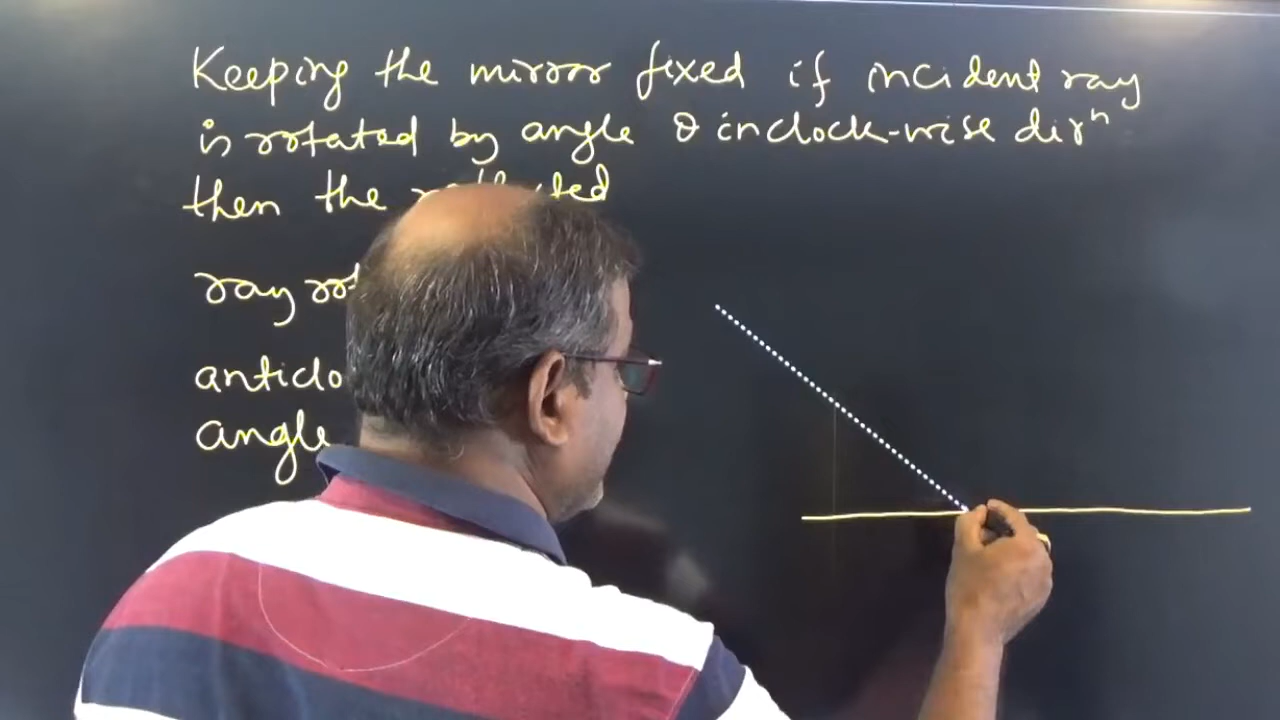 Keeping the mirror fixed if incident ray
is rotated by angle θ in clock-wise dirⁿ
then the
ray
angle